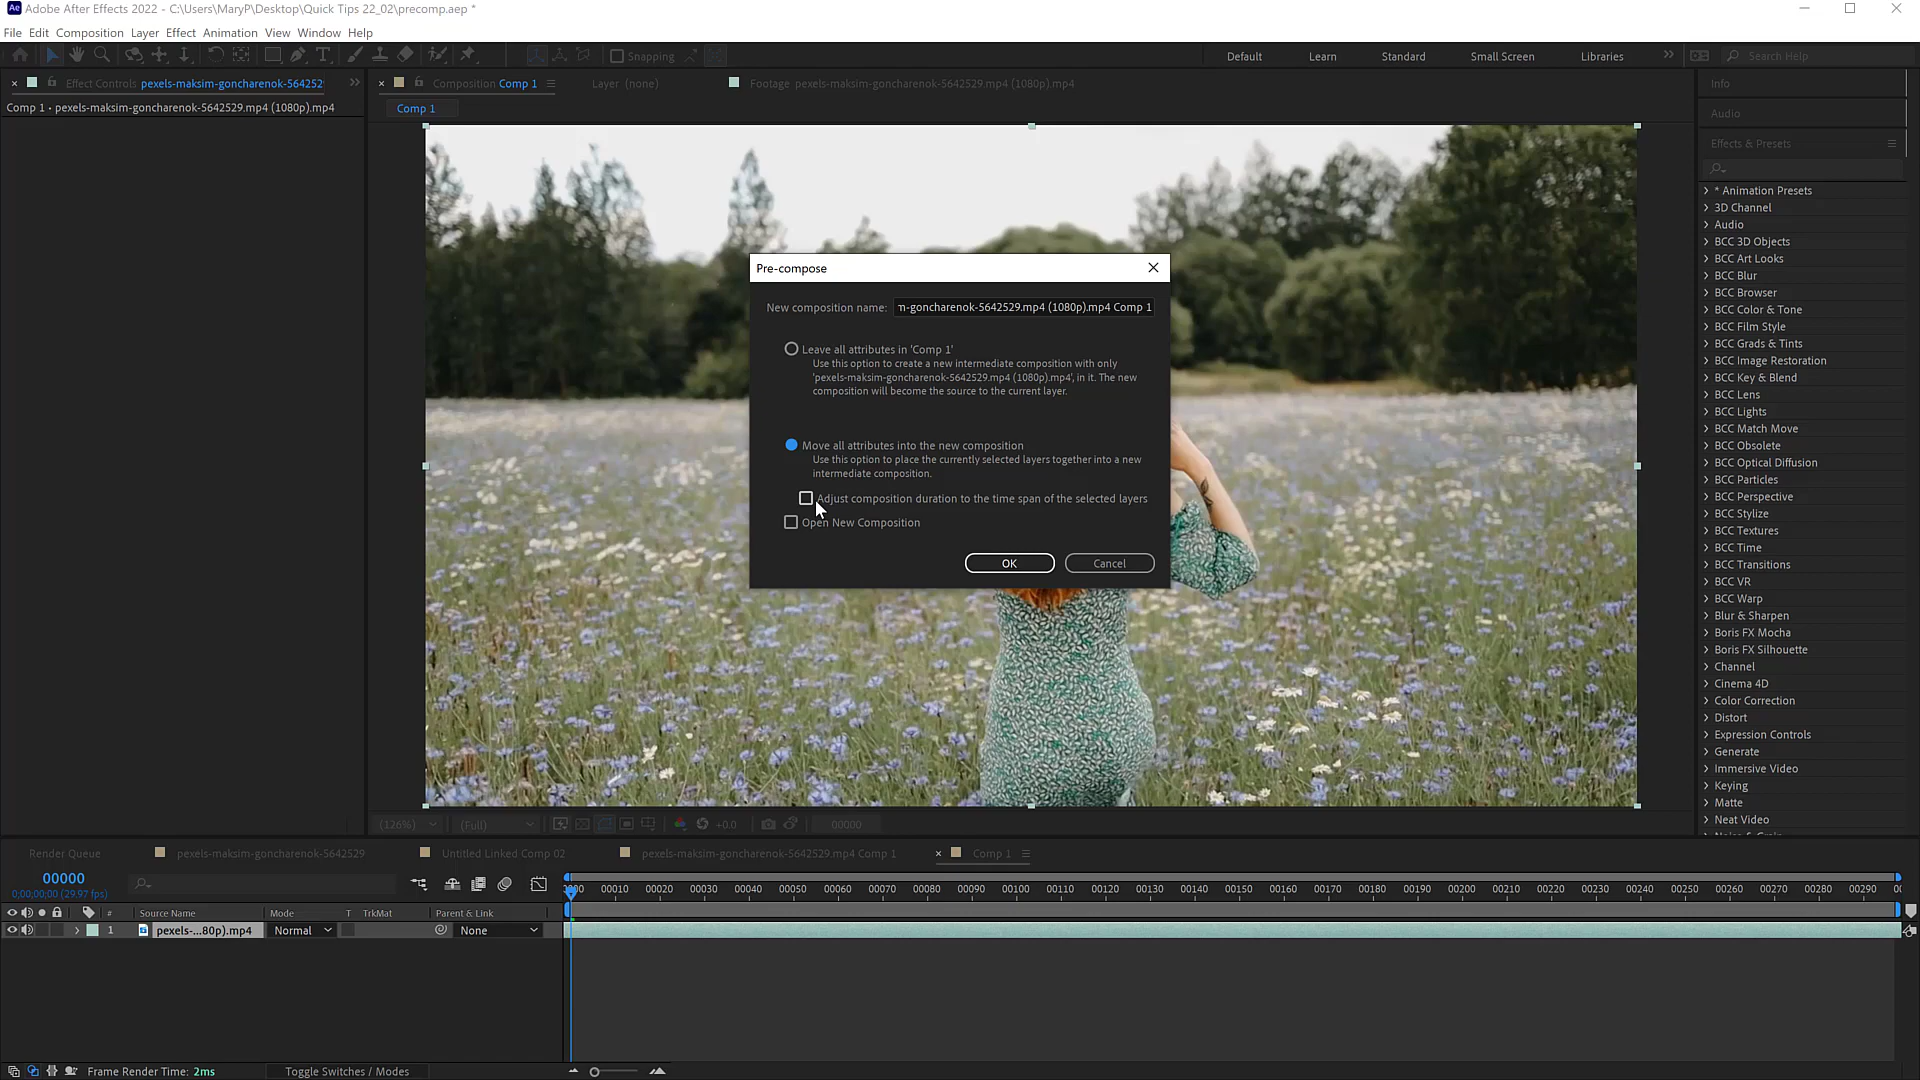 Adobe After Effects 2022 - C:\Users\MaryP\Desktop\Quick Tips 22_02\precomp.aep *
File Edit Composition Layer Effect Animation View Window Help
Snapping
Default Learn Standard Small Screen Libraries
Search Help
Effect Controls pexels-maksim-goncharenok-56425297
Composition Comp 1
Layer (none)
Footage pexels-maksim-goncharenok-5642529.mp4 (1080p).mp4
Comp 1 • pexels-maksim-goncharenok-5642529.mp4 (1080p).mp4
Comp 1
Info
Audio
Effects & Presets
* Animation Presets
3D Channel
Audio
BCC 3D Objects
BCC Art Looks
BCC Blur
BCC Browser
BCC Color & Tone
BCC Film Style
BCC Grads & Tints
BCC Image Restoration
BCC Key & Blend
BCC Lens
BCC Lights
BCC Match Move
BCC Obsolete
BCC Optical Diffusion
BCC Particles
BCC Perspective
BCC Stylize
BCC Textures
BCC Time
BCC Transitions
BCC VR
BCC Warp
Blur & Sharpen
Boris FX Mocha
Boris FX Silhouette
Channel
Cinema 4D
Color Correction
Distort
Expression Controls
Generate
Immersive Video
Keying
Matte
Neat Video
Pre-compose
New composition name: n-goncharenok-5642529.mp4 (1080p).mp4 Comp 1
Leave all attributes in 'Comp 1'
Use this option to create a new intermediate composition with only
'pexels-maksim-goncharenok-5642529.mp4 (1080p).mp4', in it. The new
composition will become the source to the current layer.
Move all attributes into the new composition
Use this option to place the currently selected layers together into a new
intermediate composition.
Adjust composition duration to the time span of the selected layers
Open New Composition
OK Cancel
(126%) (Full) +0.0 00000
Render Queue pexels-maksim-goncharenok-5642529 Untitled Linked Comp 02 pexels-maksim-goncharenok-5642529.mp4 Comp 1 Comp 1
00000
0;00;00;00 (29.97 fps)
00010 00020 00030 00040 00050 00060 00070 00080 00090 00100 00110 00120 00130 00140 00150 00160 00170 00180 00190 00200 00210 00220 00230 00240 00250 00260 00270 00280 00290
# Source Name Mode T TrkMat Parent & Link
1 pexels-...80p).mp4 Normal None
Frame Render Time: 2ms
Toggle Switches / Modes